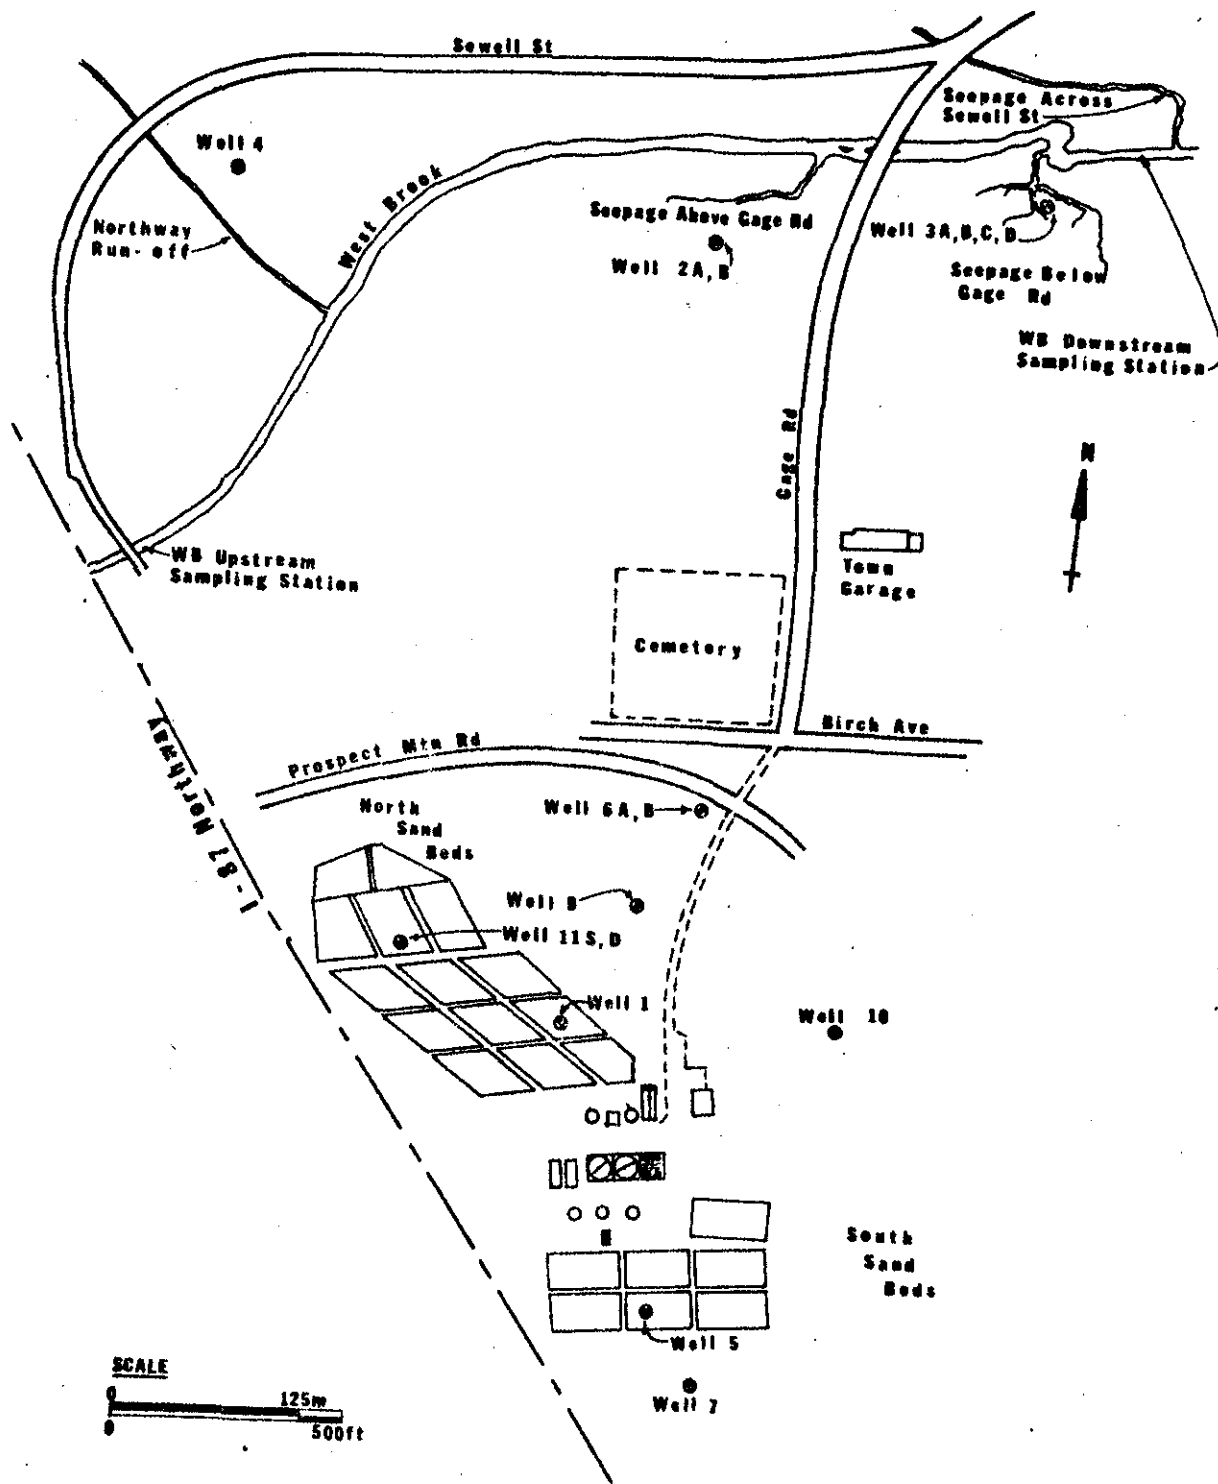 Sewell St
Seepage Across
Sewell St
Well 4
West Brook
Northway
Run-off
Seepage Above Gage Rd
Well 2A,B
Well 3A,B,C,D
Seepage Below
Gage Rd
WB Downstream
Sampling Station
Gage Rd
N
WB Upstream
Sampling Station
Town
Garage
Cemetory
Birch Ave
I-87 Northway
Prospect Mtn Rd
North
Sand
Beds
Well 6A,B
Well 9
Well 11S,D
Well 1
Well 10
South
Sand
Beds
Well 5
Well 7
SCALE
0 125m
0 500ft